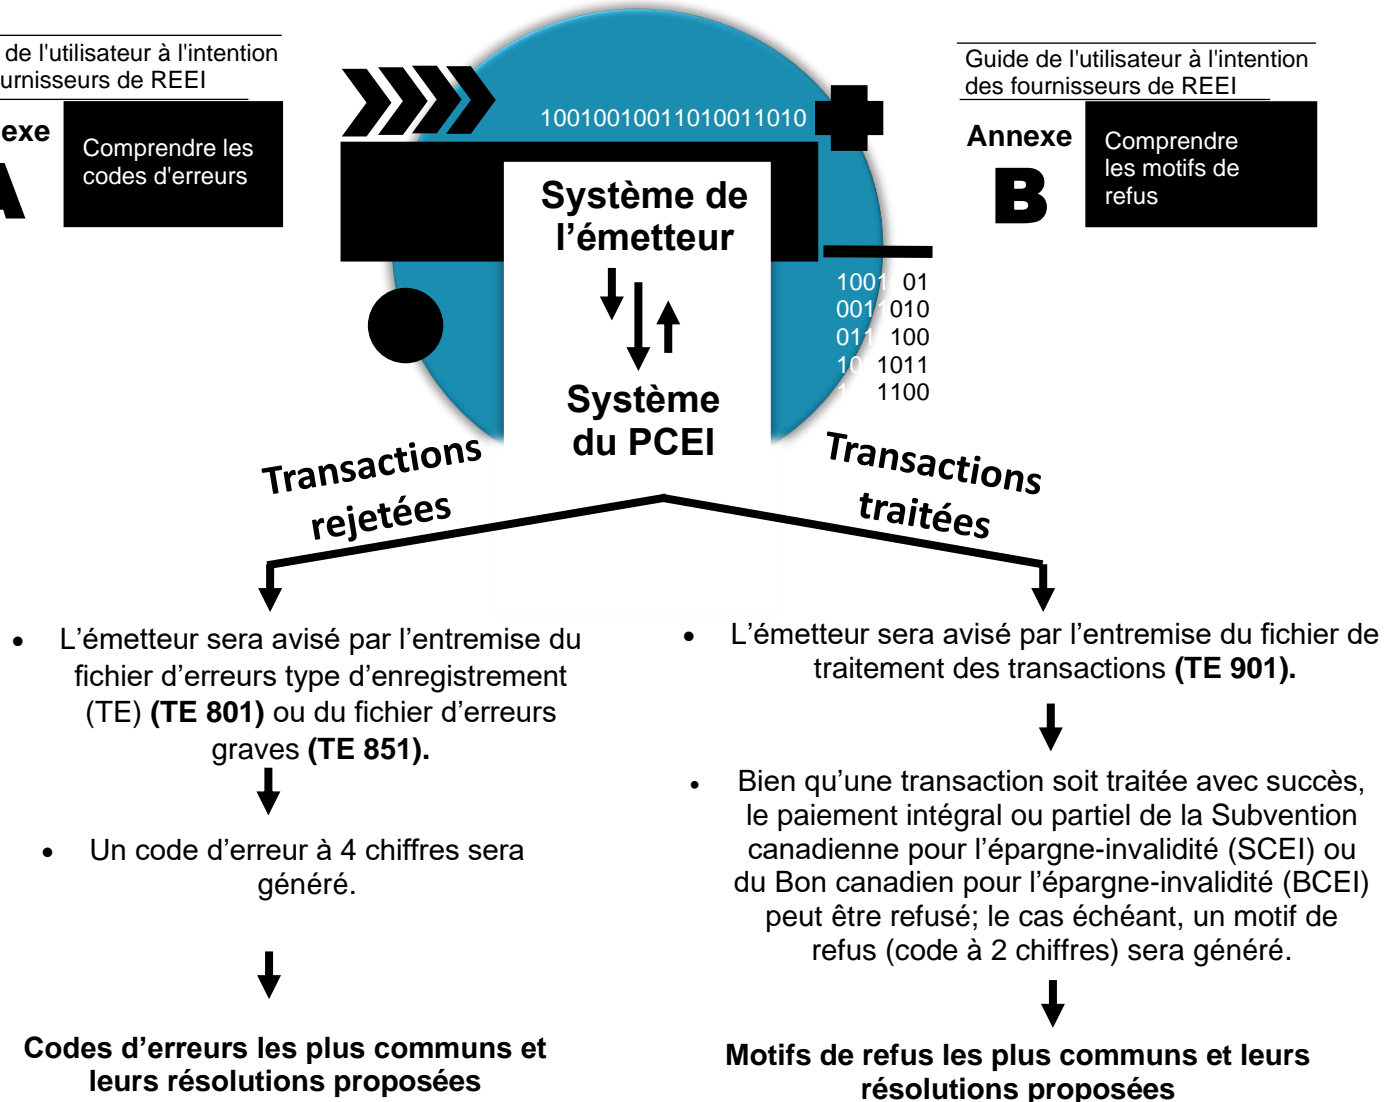 de l'utilisateur à l'intention
urnisseurs de REEI
exe
A
Comprendre les
codes d'erreurs
10010010011010011010
Guide de l'utilisateur à l'intention
des fournisseurs de REEI
Annexe
B
Comprendre
les motifs de
refus
Système de
l'émetteur
1001 01
0011010
011 100
10 1011
1 1100
Système
du PCEI
Transactions
rejetées
Transactions
traitées
• L'émetteur sera avisé par l'entremise du
fichier d'erreurs type d'enregistrement
(TE) (TE 801) ou du fichier d'erreurs
graves (TE 851).
• Un code d'erreur à 4 chiffres sera
généré.
Codes d'erreurs les plus communs et
leurs résolutions proposées
• L'émetteur sera avisé par l'entremise du fichier de
traitement des transactions (TE 901).
• Bien qu'une transaction soit traitée avec succès,
le paiement intégral ou partiel de la Subvention
canadienne pour l'épargne-invalidité (SCEI) ou
du Bon canadien pour l'épargne-invalidité (BCEI)
peut être refusé; le cas échéant, un motif de
refus (code à 2 chiffres) sera généré.
Motifs de refus les plus communs et leurs
résolutions proposées